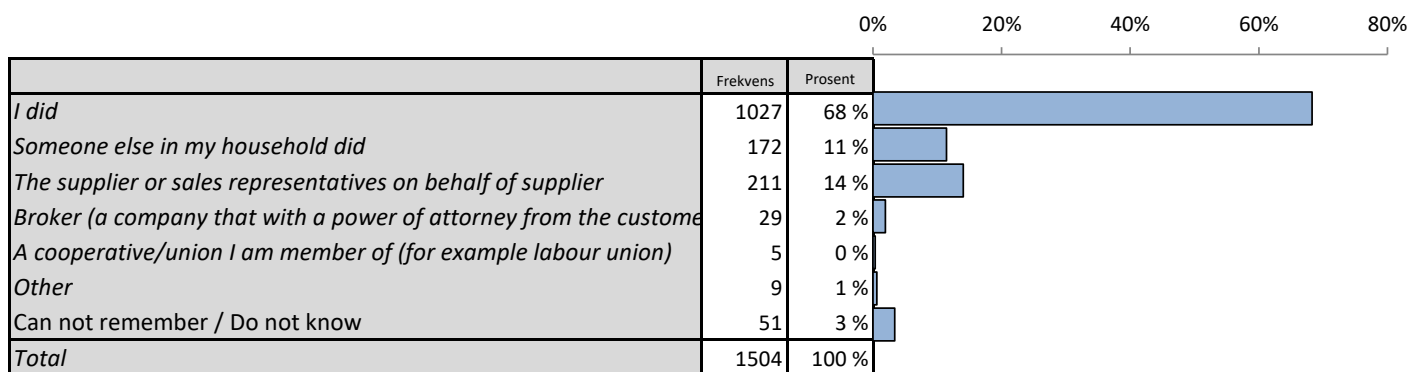 0% 20% 40% 60% 80%
Frekvens Prosent
I did 1027 68 %
Someone else in my household did 172 11 %
The supplier or sales representatives on behalf of supplier 211 14 %
Broker (a company that with a power of attorney from the custome 29 2 %
A cooperative/union I am member of (for example labour union) 5 0 %
Other 9 1 %
Can not remember / Do not know 51 3 %
Total 1504 100 %